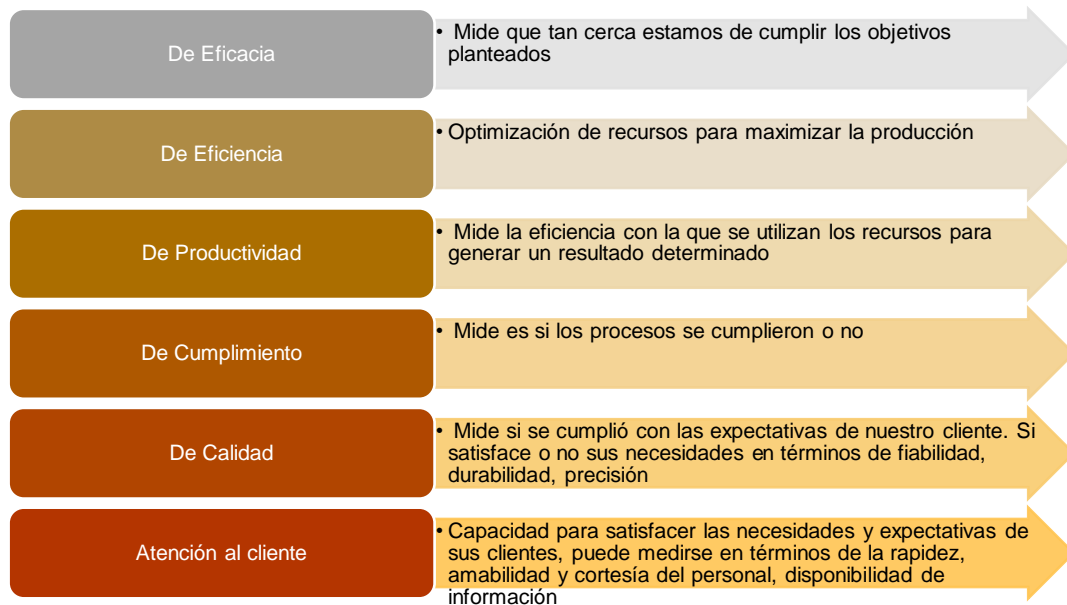 De Eficacia
• Mide que tan cerca estamos de cumplir los objetivos
planteados
De Eficiencia
• Optimización de recursos para maximizar la producción
De Productividad
• Mide la eficiencia con la que se utilizan los recursos para
generar un resultado determinado
De Cumplimiento
• Mide es si los procesos se cumplieron o no
De Calidad
• Mide si se cumplió con las expectativas de nuestro cliente. Si
satisface o no sus necesidades en términos de fiabilidad,
durabilidad, precisión
Atención al cliente
• Capacidad para satisfacer las necesidades y expectativas de
sus clientes, puede medirse en términos de la rapidez,
amabilidad y cortesía del personal, disponibilidad de
información